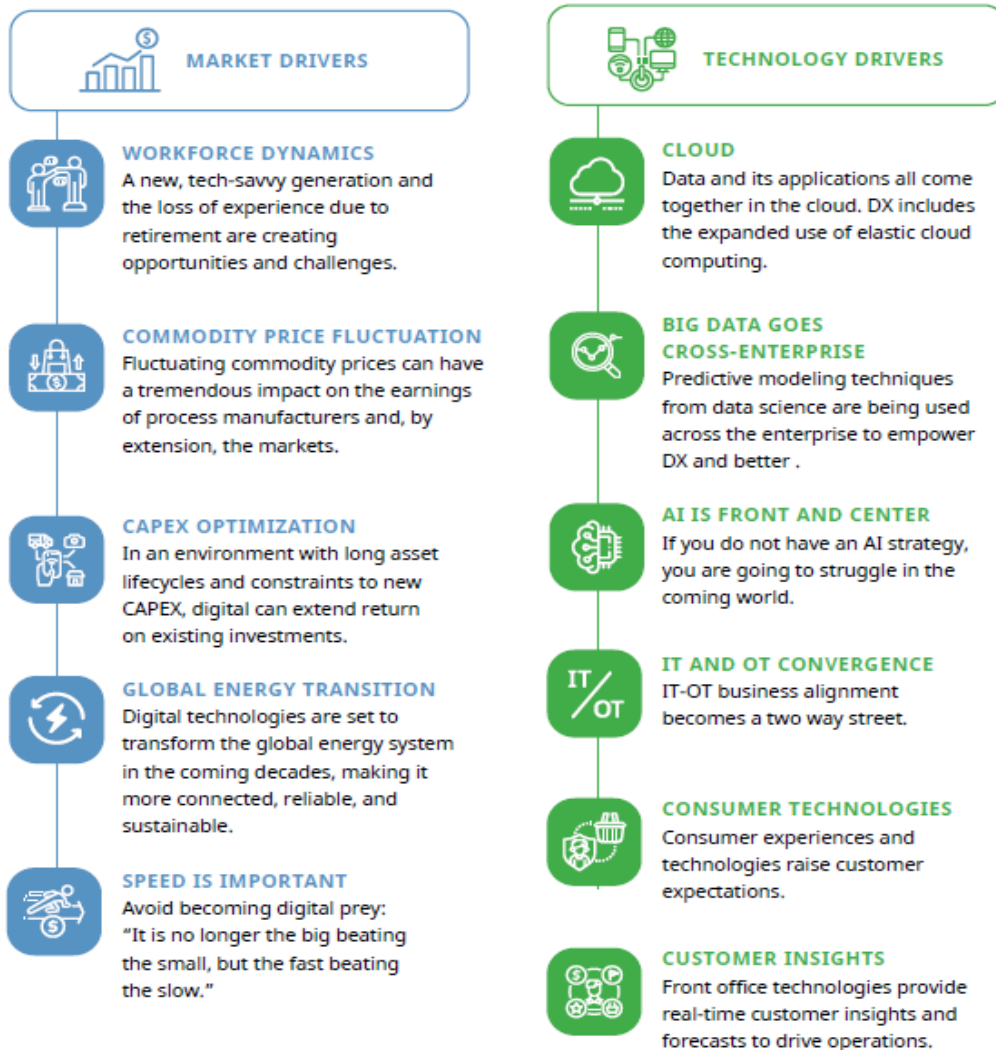 MARKET DRIVERS
WORKFORCE DYNAMICS
A new, tech-savvy generation and
the loss of experience due to
retirement are creating
opportunities and challenges.
COMMODITY PRICE FLUCTUATION
Fluctuating commodity prices can have
a tremendous impact on the earnings
of process manufacturers and, by
extension, the markets.
CAPEX OPTIMIZATION
In an environment with long asset
lifecycles and constraints to new
CAPEX, digital can extend return
on existing investments.
GLOBAL ENERGY TRANSITION
Digital technologies are set to
transform the global energy system
in the coming decades, making it
more connected, reliable, and
sustainable.
SPEED IS IMPORTANT
Avoid becoming digital prey:
“It is no longer the big beating
the small, but the fast beating
the slow.”
TECHNOLOGY DRIVERS
CLOUD
Data and its applications all come
together in the cloud. DX includes
the expanded use of elastic cloud
computing.
BIG DATA GOES
CROSS-ENTERPRISE
Predictive modeling techniques
from data science are being used
across the enterprise to empower
DX and better .
AI IS FRONT AND CENTER
If you do not have an AI strategy,
you are going to struggle in the
coming world.
IT/OT
IT AND OT CONVERGENCE
IT-OT business alignment
becomes a two way street.
CONSUMER TECHNOLOGIES
Consumer experiences and
technologies raise customer
expectations.
CUSTOMER INSIGHTS
Front office technologies provide
real-time customer insights and
forecasts to drive operations.